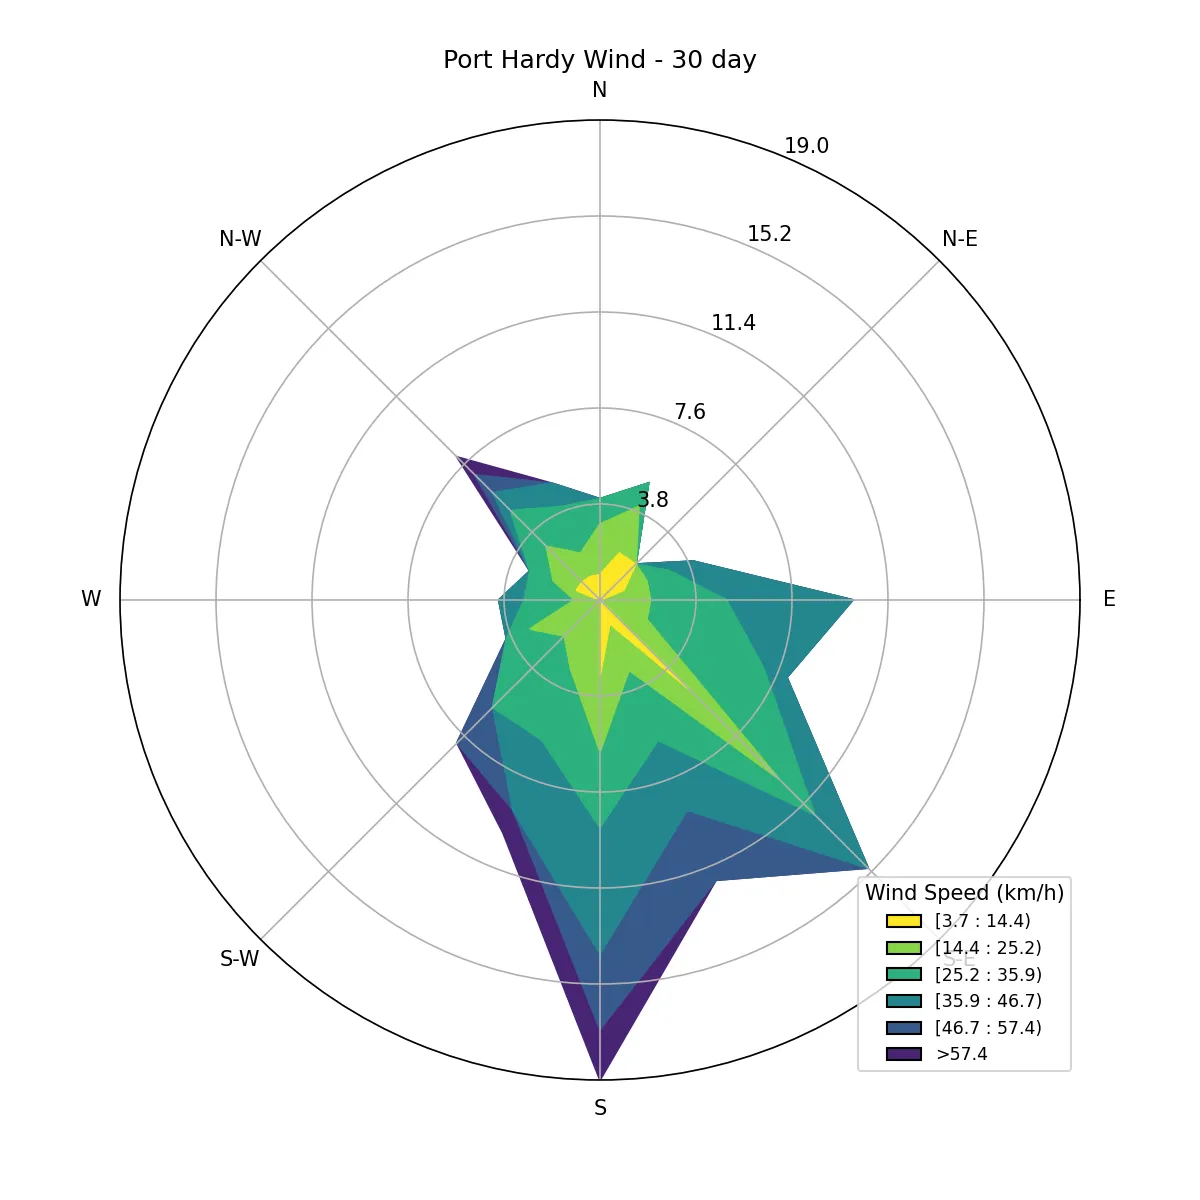 Port Hardy Wind - 30 day
N
19.0
15.2
N-W
N-E
11.4
7.6
3.8
W
E
Wind Speed (km/h)
[3.7 : 14.4)
[14.4 : 25.2)
S-W
S-E
[25.2 : 35.9)
[35.9 : 46.7)
[46.7 : 57.4)
>57.4
S